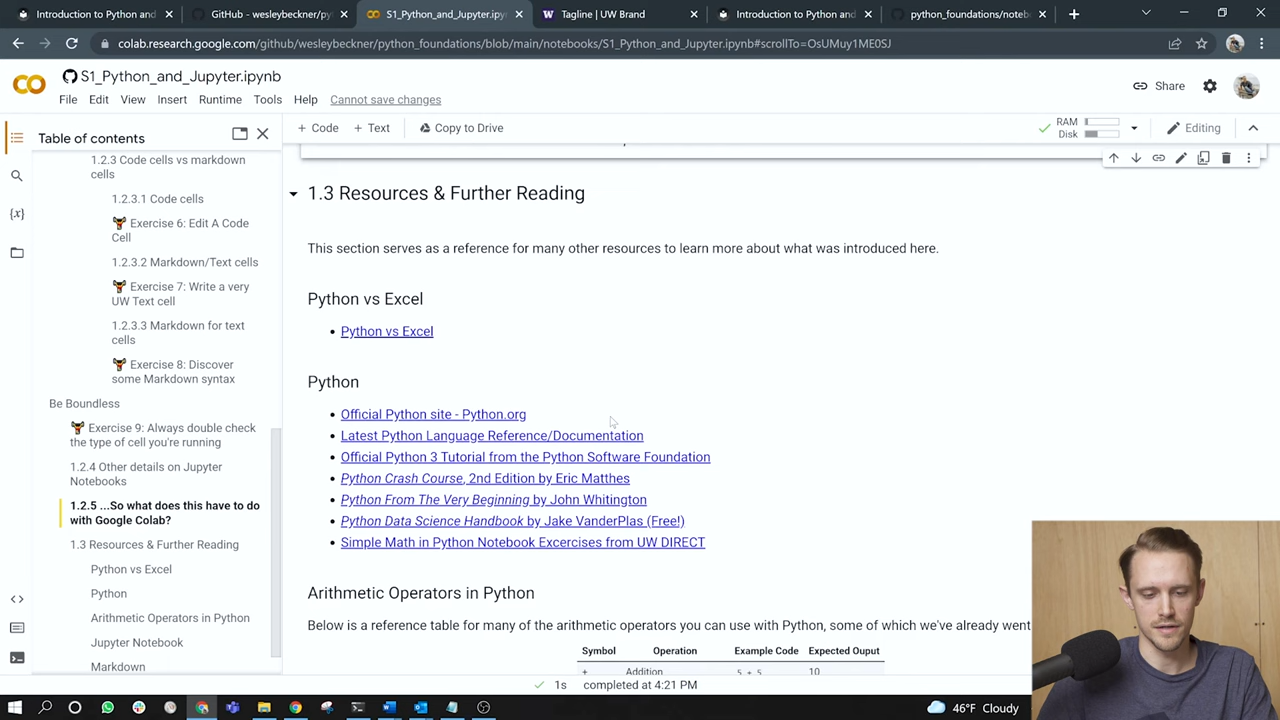 Introduction to Python and
GitHub - wesleybeckner/py
S1_Python_and_Jupyter.ipy
Tagline | UW Brand
Introduction to Python and
python_foundations/noteb
colab.research.google.com/github/wesleybeckner/python_foundations/blob/main/notebooks/S1_Python_and_Jupyter.ipynb#scrollTo=OsUMuy1ME0SJ
S1_Python_and_Jupyter.ipynb
Share
File Edit View Insert Runtime Tools Help Cannot save changes
Table of contents
+ Code + Text Copy to Drive
RAM
Disk
Editing
1.2.3 Code cells vs markdown
cells
1.2.3.1 Code cells
Exercise 6: Edit A Code
Cell
1.2.3.2 Markdown/Text cells
Exercise 7: Write a very
UW Text cell
1.2.3.3 Markdown for text
cells
Exercise 8: Discover
some Markdown syntax
Be Boundless
Exercise 9: Always double check
the type of cell you're running
1.2.4 Other details on Jupyter
Notebooks
1.2.5 ...So what does this have to do
with Google Colab?
1.3 Resources & Further Reading
Python vs Excel
Python
Arithmetic Operators in Python
Jupyter Notebook
Markdown
1.3 Resources & Further Reading
This section serves as a reference for many other resources to learn more about what was introduced here.
Python vs Excel
• Python vs Excel
Python
• Official Python site - Python.org
• Latest Python Language Reference/Documentation
• Official Python 3 Tutorial from the Python Software Foundation
• Python Crash Course, 2nd Edition by Eric Matthes
• Python From The Very Beginning by John Whitington
• Python Data Science Handbook by Jake VanderPlas (Free!)
• Simple Math in Python Notebook Excercises from UW DIRECT
Arithmetic Operators in Python
Below is a reference table for many of the arithmetic operators you can use with Python, some of which we've already went
Symbol Operation Example Code Expected Ouput
+ Addition 5 + 5 10
1s completed at 4:21 PM
46°F Cloudy